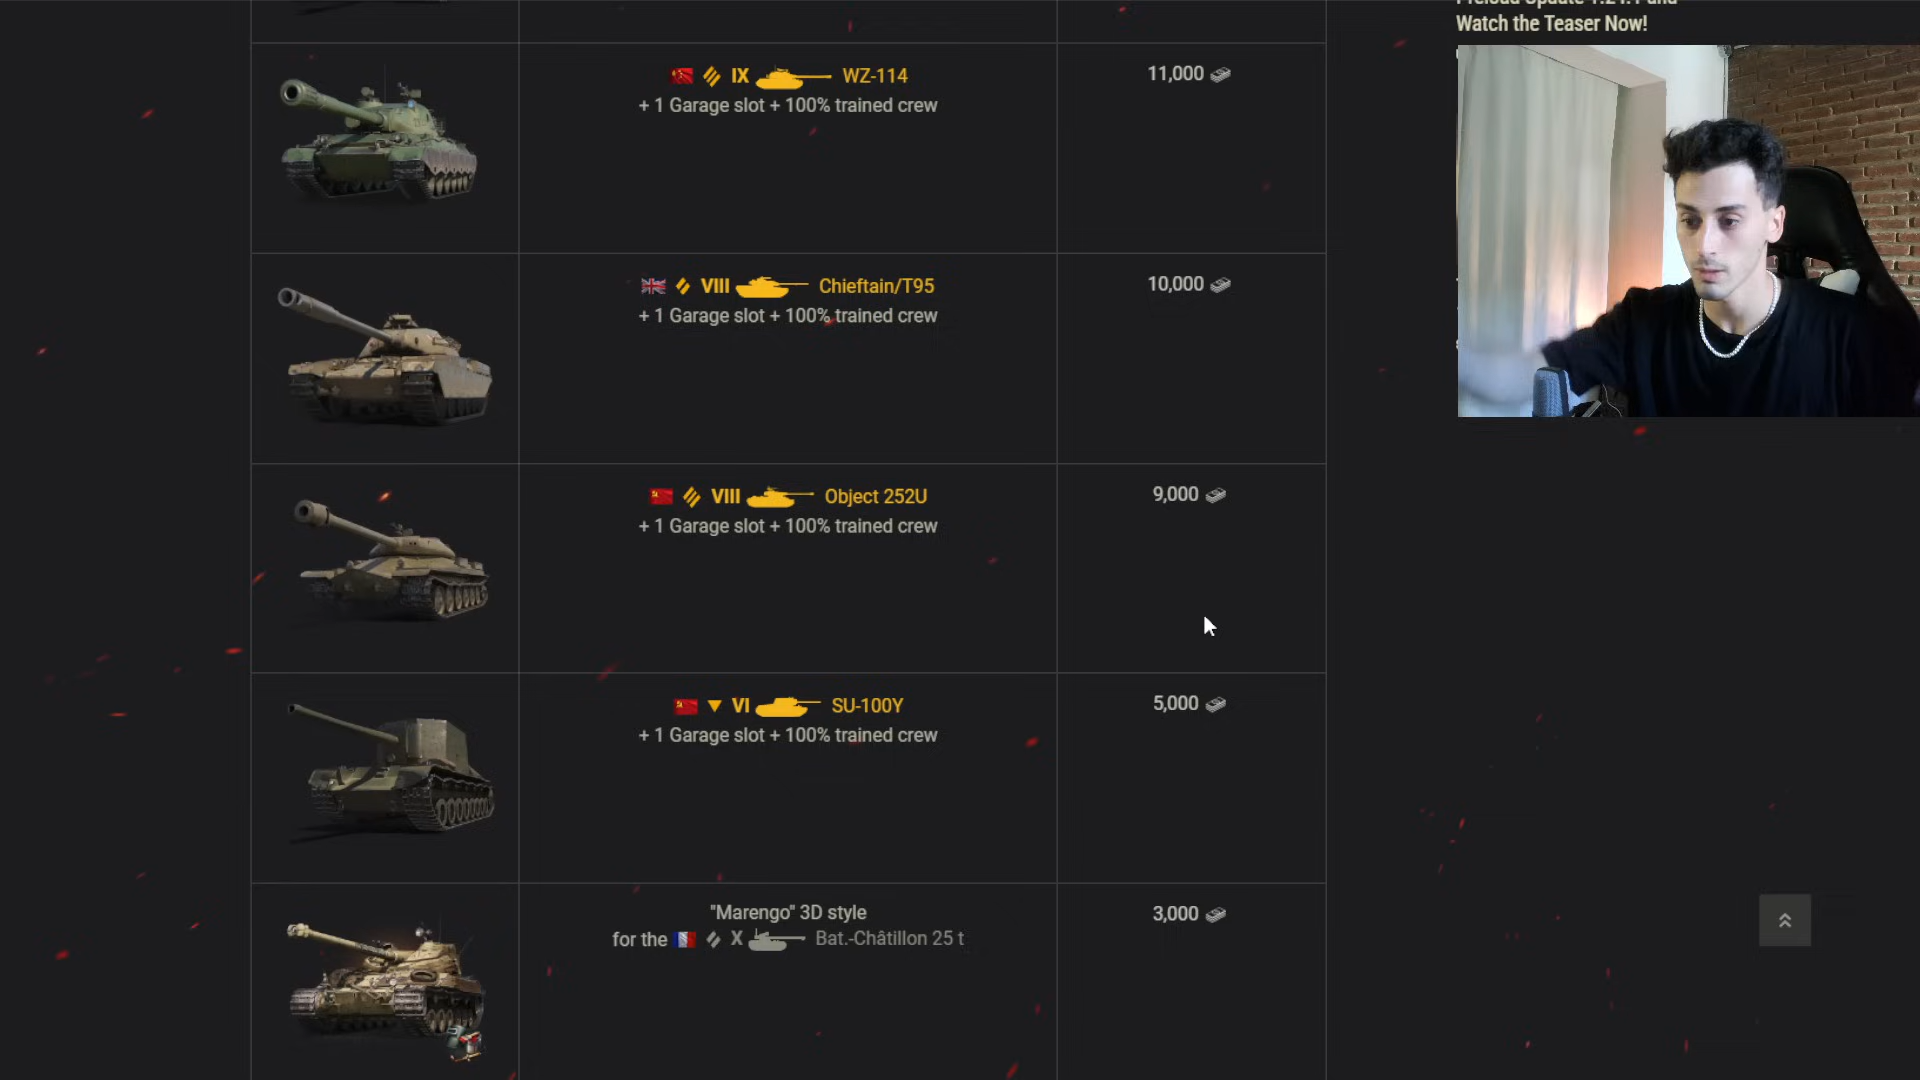 Watch the Teaser Now!
IX WZ-114
+ 1 Garage slot + 100% trained crew
11,000
VIII Chieftain/T95
+ 1 Garage slot + 100% trained crew
10,000
VIII Object 252U
+ 1 Garage slot + 100% trained crew
9,000
VI SU-100Y
+ 1 Garage slot + 100% trained crew
5,000
"Marengo" 3D style
for the X Bat.-Châtillon 25 t
3,000